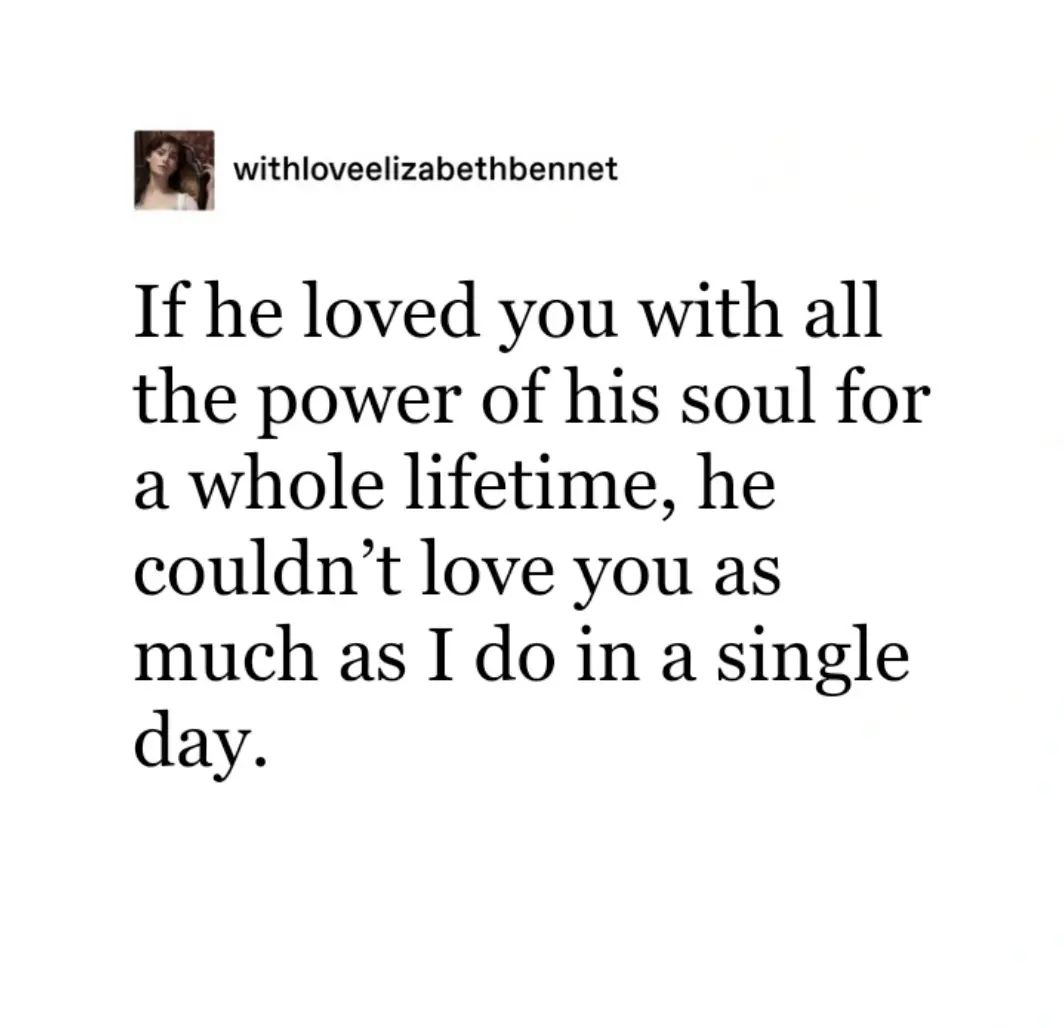 withloveelizabethbennet
If he loved you with all
the power of his soul for
a whole lifetime, he
couldn’t love you as
much as I do in a single
day.